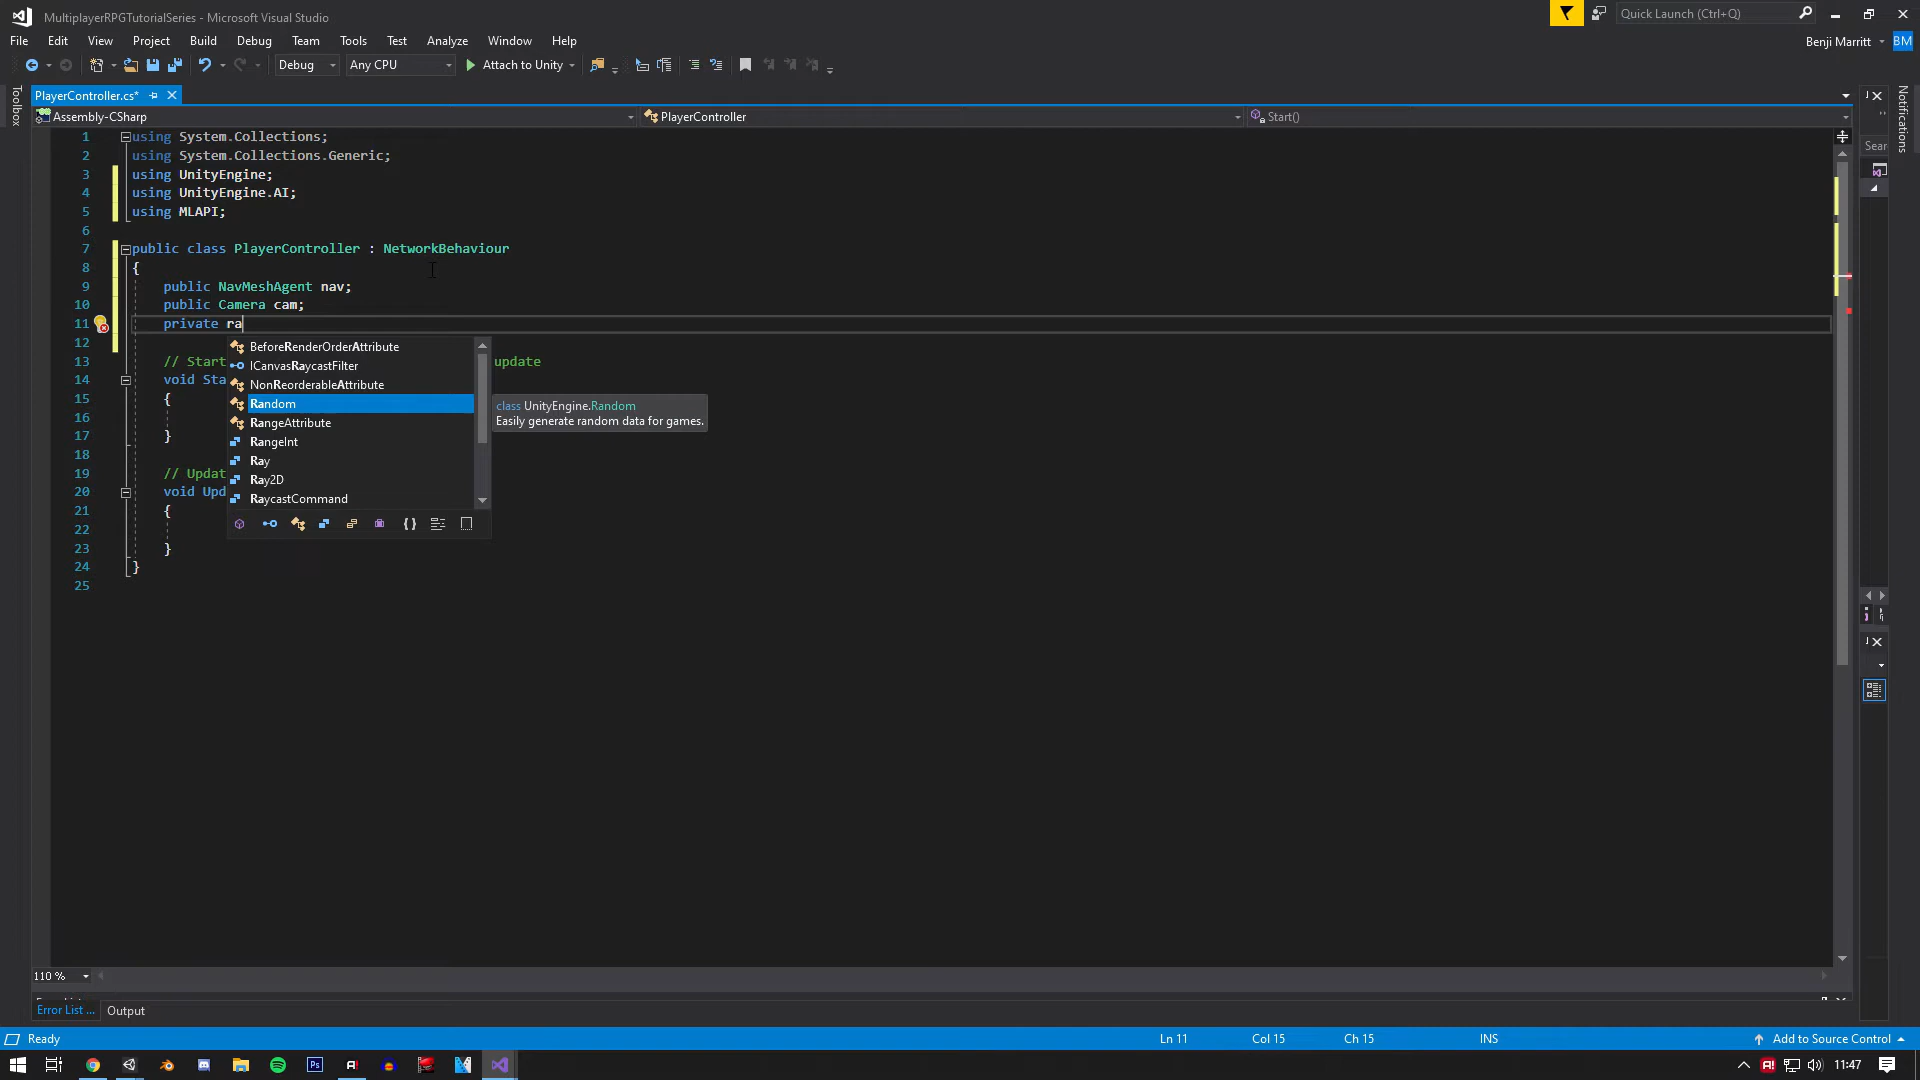 MultiplayerRPGTutorialSeries - Microsoft Visual Studio
Quick Launch (Ctrl+Q)
File Edit View Project Build Debug Team Tools Test Analyze Window Help
Benji Marritt BM
Debug Any CPU Attach to Unity
Toolbox
PlayerController.cs*
Notifications
Assembly-CSharp PlayerController Start()
1 using System.Collections;
2 using System.Collections.Generic;
3 using UnityEngine;
4 using UnityEngine.AI;
5 using MLAPI;
6
7 public class PlayerController : NetworkBehaviour
8 {
9 public NavMeshAgent nav;
10 public Camera cam;
11 private ra
12
13 // Start update
14 void Sta
15 {
16
17 }
18
19 // Updat
20 void Upd
21 {
22
23 }
24 }
25
BeforeRenderOrderAttribute
ICanvasRaycastFilter
NonReorderableAttribute
Random
RangeAttribute
RangeInt
Ray
Ray2D
RaycastCommand
class UnityEngine.Random
Easily generate random data for games.
Sear
110 %
Error List ... Output
Ready Ln 11 Col 15 Ch 15 INS Add to Source Control
Ps
11:47